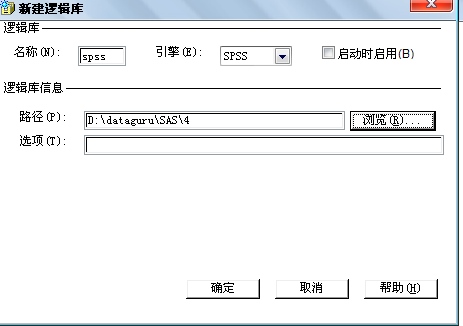 新建逻辑库
逻辑库
名称(N): spss 引擎(E): SPSS 启动时启用(B)
逻辑库信息
路径(P): D:\dataguru\SAS\4 浏览(R)...
选项(T):
确定 取消 帮助(H)